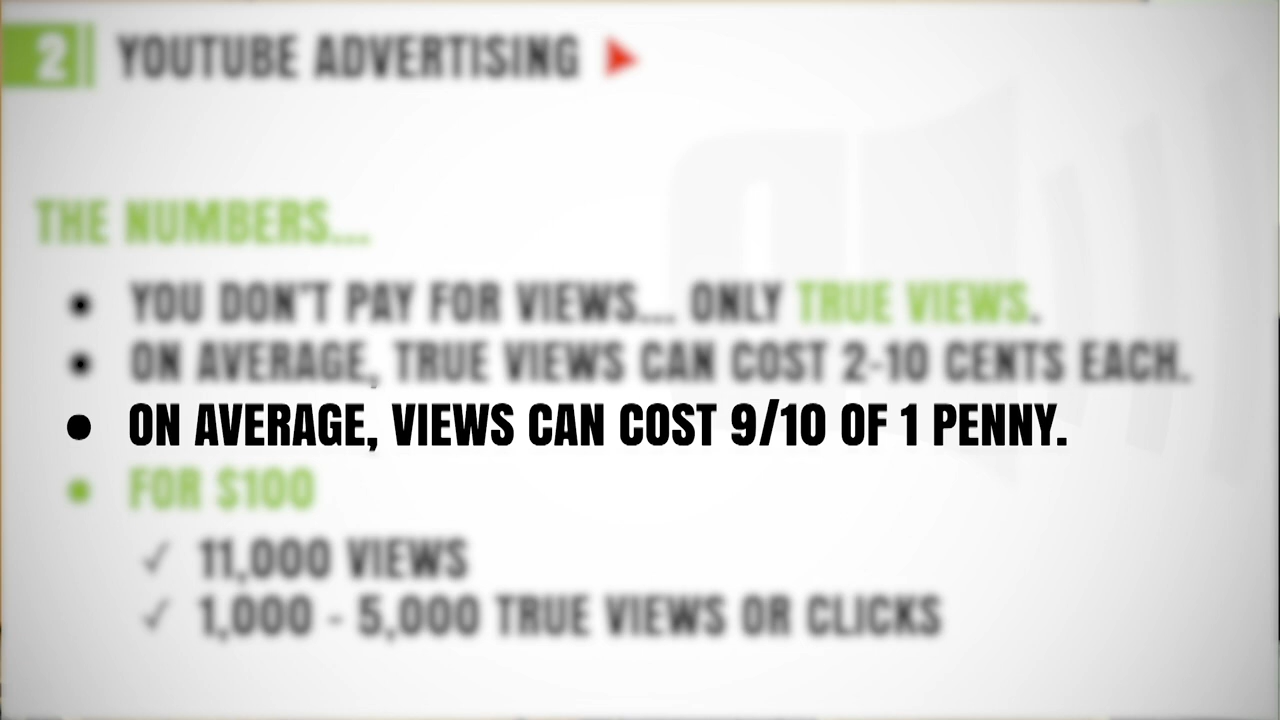 2 YOUTUBE ADVERTISING
THE NUMBERS...
• YOU DON'T PAY FOR VIEWS... ONLY TRUE VIEWS.
• ON AVERAGE, TRUE VIEWS CAN COST 2-10 CENTS EACH.
• ON AVERAGE, VIEWS CAN COST 9/10 OF 1 PENNY.
• FOR $100
✓ 11,000 VIEWS
✓ 1,000 - 5,000 TRUE VIEWS OR CLICKS